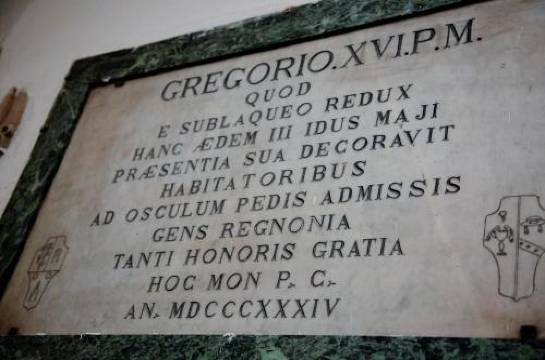 GREGORIO.XVI.P.M.
QUOD
E SUBLAQUEO REDUX
HANC ÆDEM III IDUS MAJI
PRÆSENTIA SUA DECORAVIT
HABITATORIBUS
AD OSCULUM PEDIS ADMISSIS
GENS REGNONIA
TANTI HONORIS GRATIA
HOC MON P. C.
AN. MDCCCXXXIV